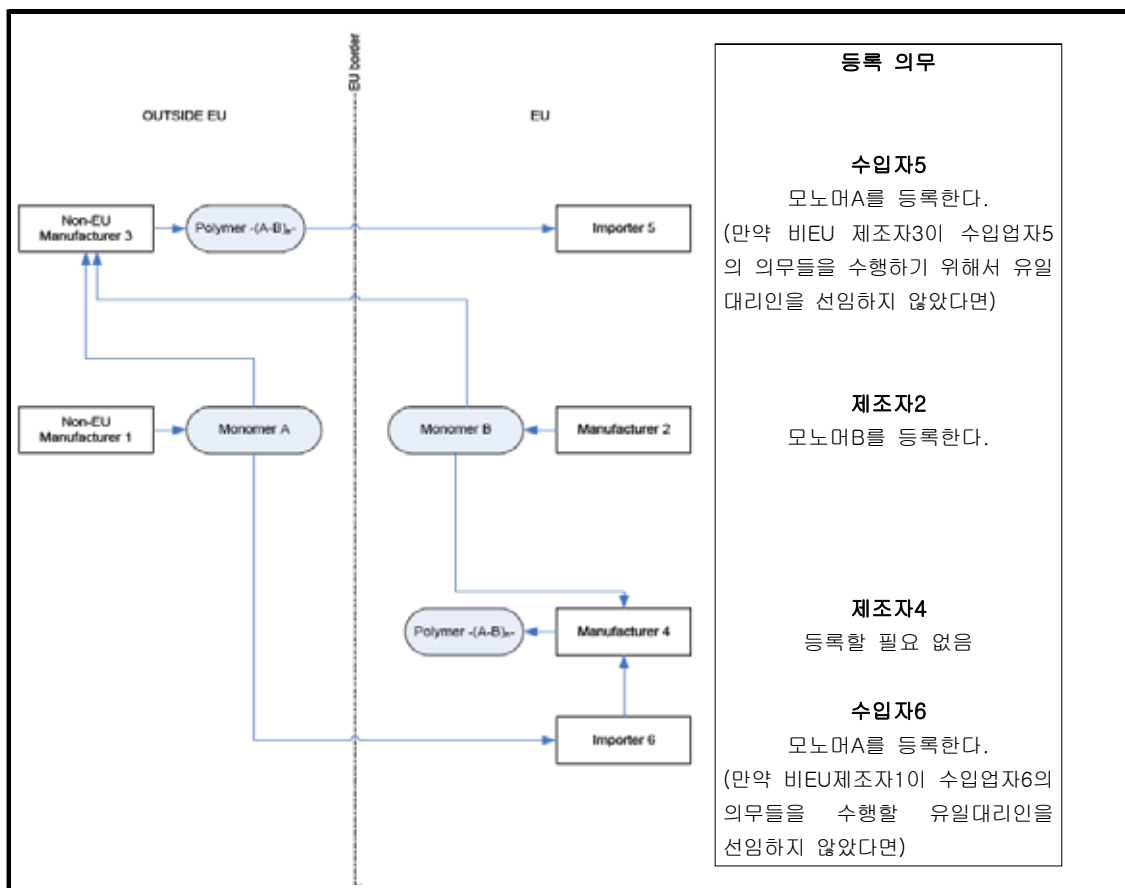 EU border
OUTSIDE EU
EU
Non-EU
Manufacturer 3
Polymer -(A-B)n-
Importer 5
Non-EU
Manufacturer 1
Monomer A
Monomer B
Manufacturer 2
Polymer -(A-B)n-
Manufacturer 4
Importer 6
등록 의무
수입자5
모노머A를 등록한다.
(만약 비EU 제조자3이 수입업자5
의 의무들을 수행하기 위해서 유일
대리인을 선임하지 않았다면)
제조자2
모노머B를 등록한다.
제조자4
등록할 필요 없음
수입자6
모노머A를 등록한다.
(만약 비EU제조자1이 수입업자6의
의무들을 수행할 유일대리인을
선임하지 않았다면)